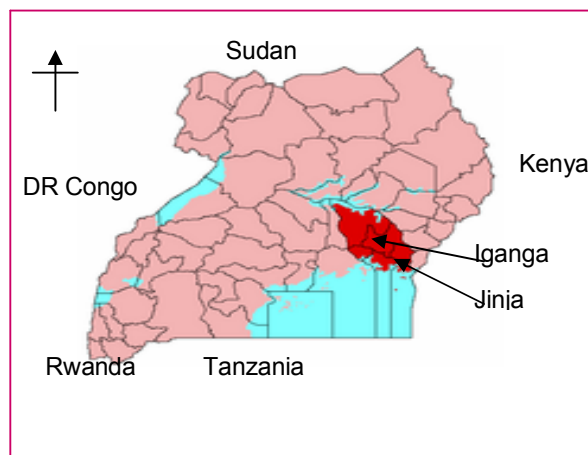 Sudan
Kenya
DR Congo
Iganga
Jinja
Rwanda
Tanzania